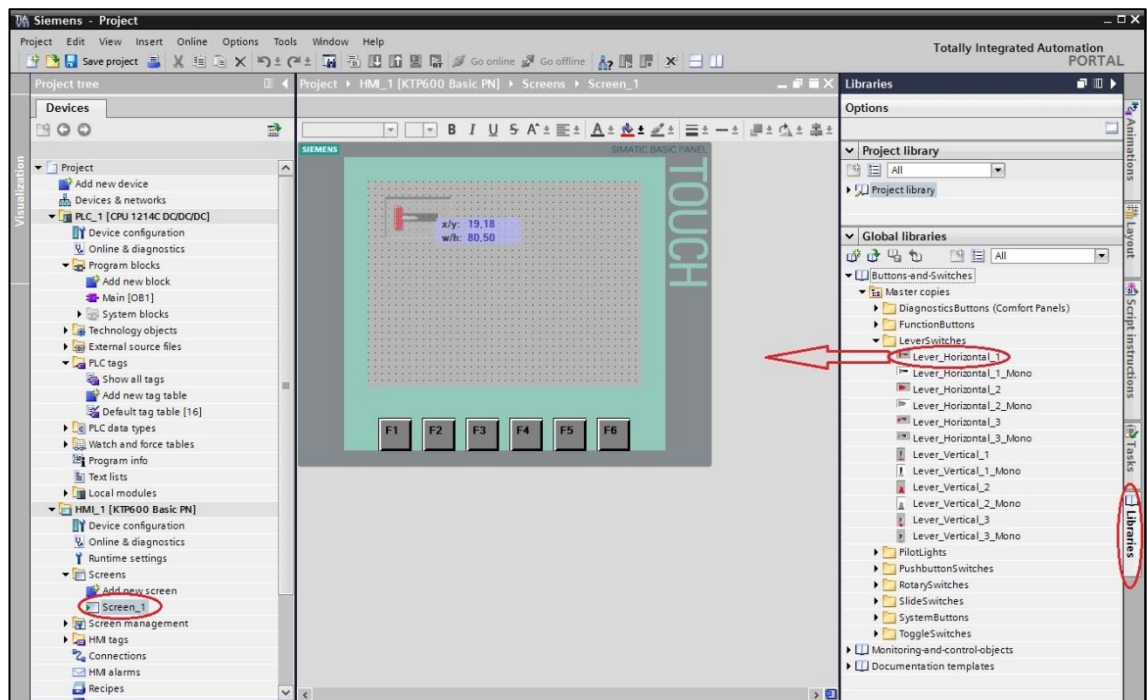 Siemens - Project
Project Edit View Insert Online Options Tools Window Help
Totally Integrated Automation
PORTAL
Save project
Go online
Go offline
Project tree
Project HMI_1 [KTP600 Basic PN] Screens Screen_1
Libraries
Devices
Options
Visualization
Project
Add new device
Devices & networks
PLC_1 [CPU 1214C DC/DC/DC]
Device configuration
Online & diagnostics
Program blocks
Add new block
Main [OB1]
System blocks
Technology objects
External source files
PLC tags
Show all tags
Add new tag table
Default tag table [16]
PLC data types
Watch and force tables
Program info
Text lists
Local modules
HMI_1 [KTP600 Basic PN]
Device configuration
Online & diagnostics
Runtime settings
Screens
Add new screen
Screen_1
Screen management
HMI tags
Connections
HMI alarms
Recipes
B I U S A
SIEMENS
SIMATIC BASIC PANEL
TOUCH
x/y: 19,18
w/h: 80,50
F1 F2 F3 F4 F5 F6
Project library
All
Project library
Global libraries
All
Buttons-and-Switches
Master copies
DiagnosticsButtons (Comfort Panels)
FunctionButtons
LeverSwitches
Lever_Horizontal_1
Lever_Horizontal_1_Mono
Lever_Horizontal_2
Lever_Horizontal_2_Mono
Lever_Horizontal_3
Lever_Horizontal_3_Mono
Lever_Vertical_1
Lever_Vertical_1_Mono
Lever_Vertical_2
Lever_Vertical_2_Mono
Lever_Vertical_3
Lever_Vertical_3_Mono
PilotLights
PushbuttonSwitches
RotarySwitches
SlideSwitches
SystemButtons
ToggleSwitches
Monitoring-and-control-objects
Documentation templates
Animations
Layout
Script instructions
Tasks
Libraries